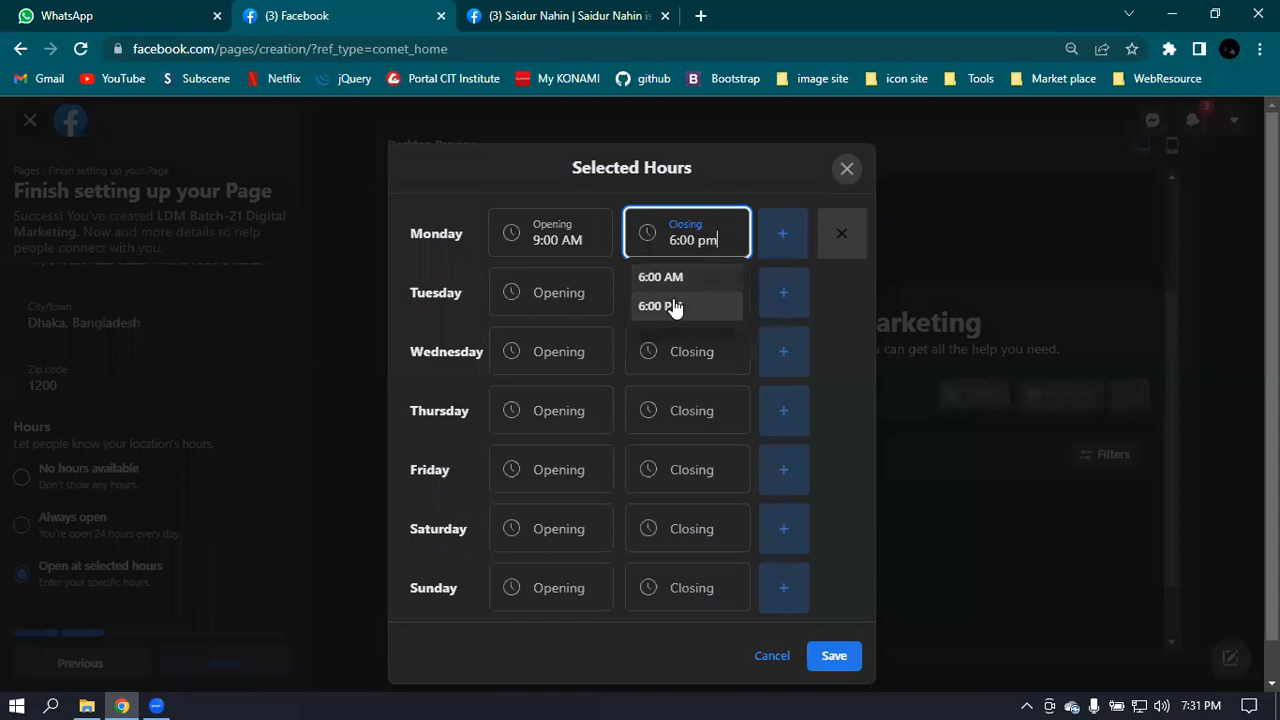 WhatsApp
(3) Facebook
(3) Saidur Nahin | Saidur Nahin is
facebook.com/pages/creation/?ref_type=comet_home
Gmail
YouTube
Subscene
Netflix
jQuery
Portal CIT Institute
My KONAMI
github
Bootstrap
image site
icon site
Tools
Market place
WebResource
3
Pages › Finish setting up your Page
Finish setting up your Page
Success! You've created LDM Batch-21 Digital
Marketing. Now add more details to help
people connect with you.
City/town
Dhaka, Bangladesh
Zip code
1200
Hours
Let people know your location's hours.
No hours available
Don't show any hours.
Always open
You're open 24 hours every day.
Open at selected hours
Enter your specific hours.
Previous
Selected Hours
Monday
Opening
9:00 AM
Closing
6:00 pm
6:00 AM
6:00 PM
Tuesday
Opening
Wednesday
Opening
Closing
Thursday
Opening
Closing
Friday
Opening
Closing
Saturday
Opening
Closing
Sunday
Opening
Closing
Cancel
Save
arketing
can get all the help you need.
Filters
7:31 PM